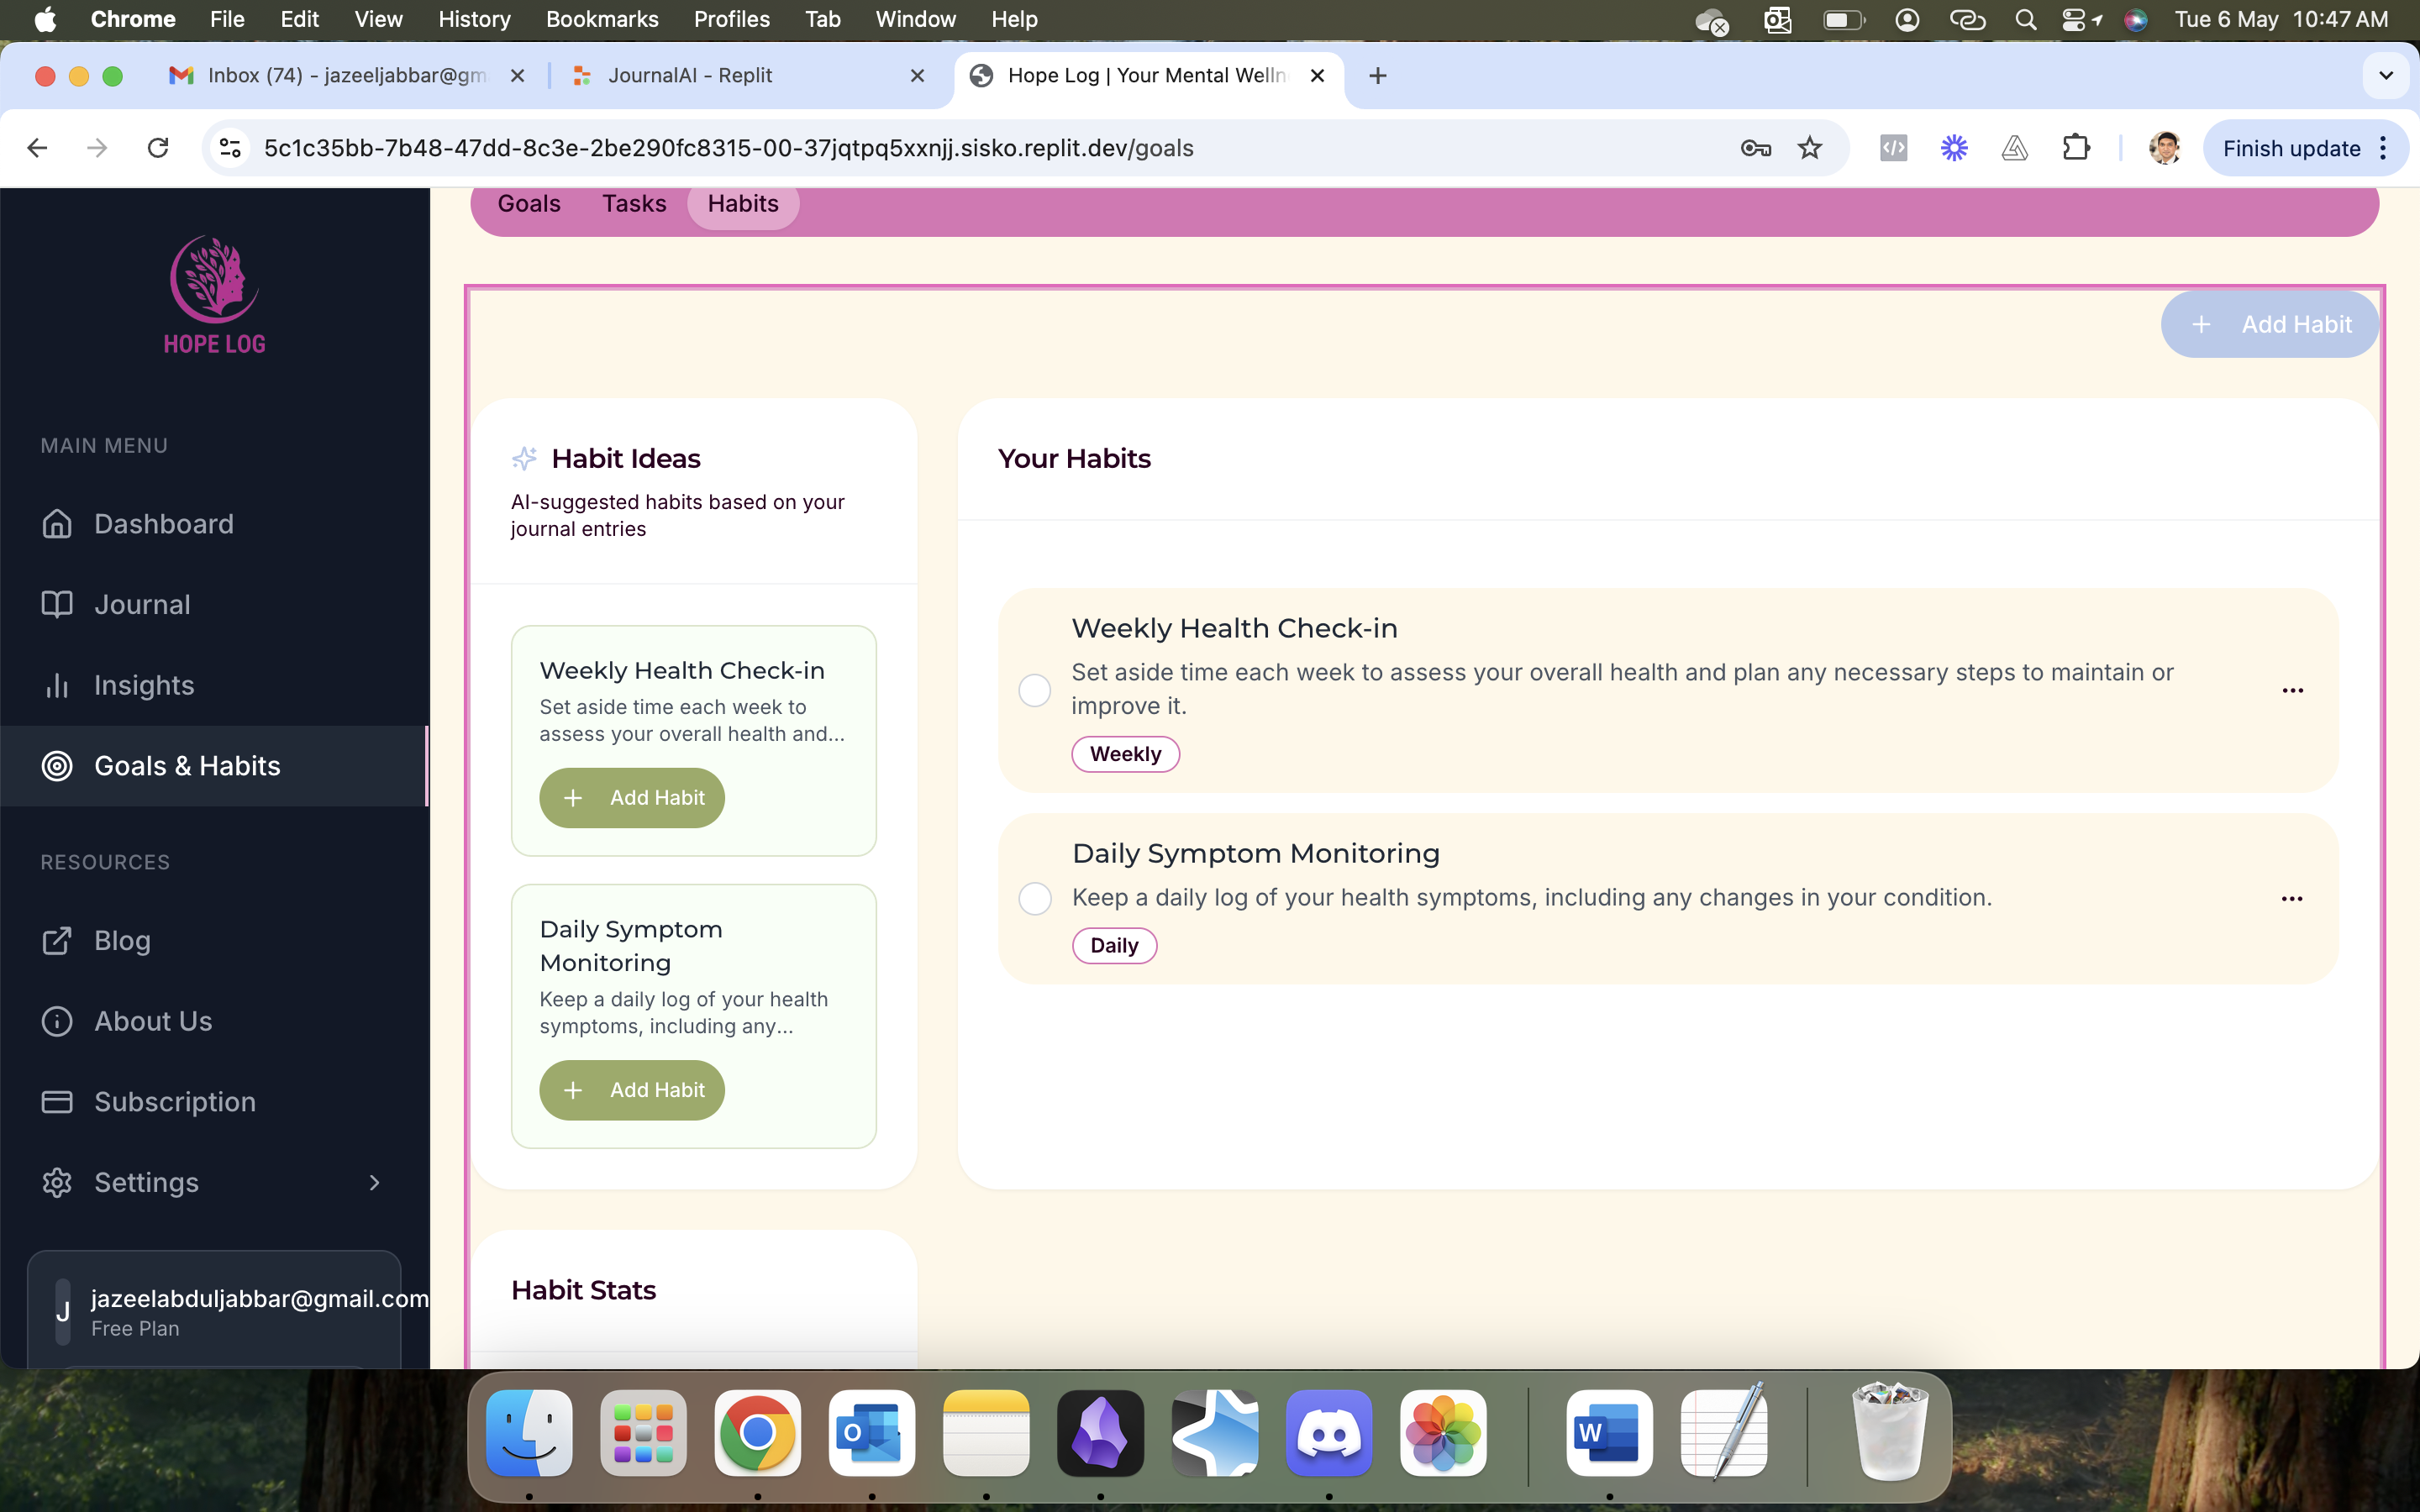 Chrome File Edit View History Bookmarks Profiles Tab Window Help Tue 6 May 10:47 AM
Inbox (74) - jazeeljabbar@gm
JournalAI - Replit
Hope Log | Your Mental Welln
5c1c35bb-7b48-47dd-8c3e-2be290fc8315-00-37jqtpq5xxnjj.sisko.replit.dev/goals
Finish update
HOPE LOG
MAIN MENU
Dashboard
Journal
Insights
Goals & Habits
RESOURCES
Blog
About Us
Subscription
Settings
J
jazeelabduljabbar@gmail.com
Free Plan
Goals Tasks Habits
+ Add Habit
Habit Ideas
AI-suggested habits based on your
journal entries
Weekly Health Check-in
Set aside time each week to
assess your overall health and...
+ Add Habit
Daily Symptom
Monitoring
Keep a daily log of your health
symptoms, including any...
+ Add Habit
Your Habits
Weekly Health Check-in
Set aside time each week to assess your overall health and plan any necessary steps to maintain or
improve it.
Weekly
Daily Symptom Monitoring
Keep a daily log of your health symptoms, including any changes in your condition.
Daily
Habit Stats
O
W